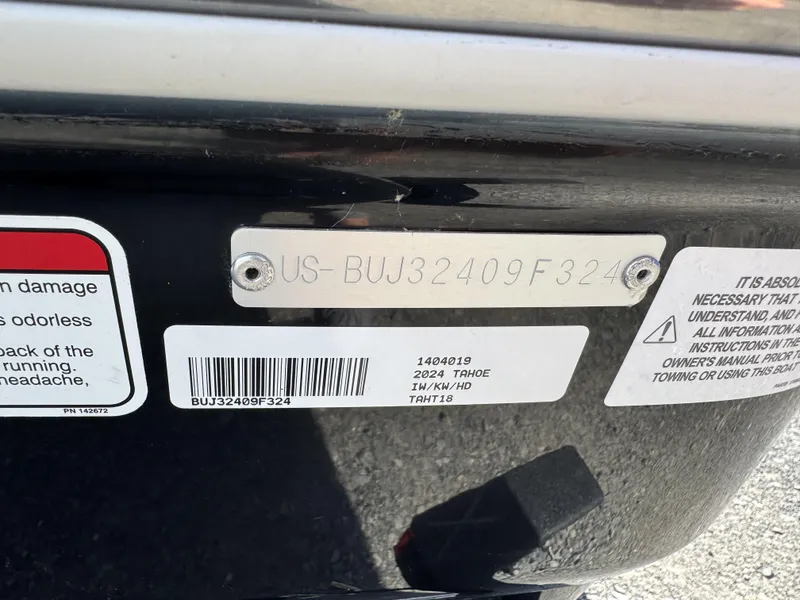 US-BUJ32409F324
n damage
s odorless
back of the
running.
headache,
PN 142672
BUJ32409F324
1404019
2024 TAHOE
IW/KW/HD
TAHT18
IT IS ABSOL
NECESSARY THAT
UNDERSTAND, AND
ALL INFORMATION A
INSTRUCTIONS IN THE
OWNER'S MANUAL PRIOR TO
TOWING OR USING THIS BOAT